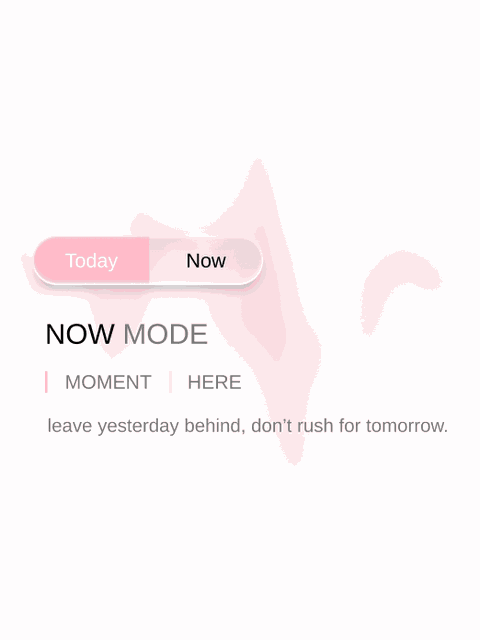 Today Now
NOW MODE
MOMENT HERE
leave yesterday behind, don’t rush for tomorrow.